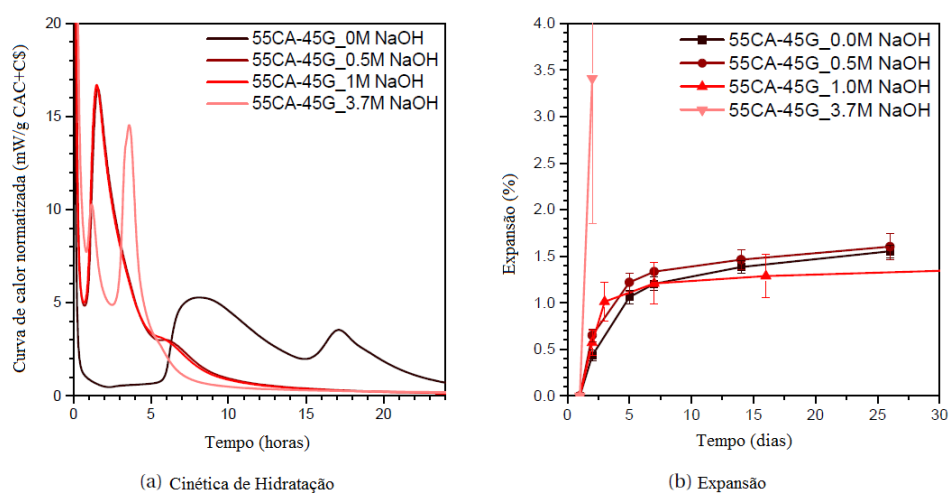 20
15
10
5
0
0
5
10
15
20
Curva de calor normatizada (mW/g CAC+C$)
Tempo (horas)
55CA-45G_0M NaOH
55CA-45G_0.5M NaOH
55CA-45G_1M NaOH
55CA-45G_3.7M NaOH
(a) Cinética de Hidratação
4.0
3.5
3.0
2.5
2.0
1.5
1.0
0.5
0.0
0
5
10
15
20
25
30
Expansão (%)
Tempo (dias)
55CA-45G_0.0M NaOH
55CA-45G_0.5M NaOH
55CA-45G_1.0M NaOH
55CA-45G_3.7M NaOH
(b) Expansão